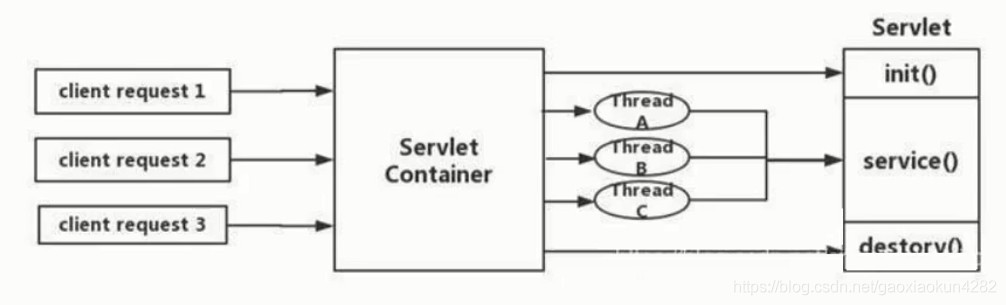 Servlet
client request 1
client request 2
client request 3
Servlet
Container
Thread
A
Thread
B
Thread
C
init()
service()
destory()
https://blog.csdn.net/gaoxiaokun4282